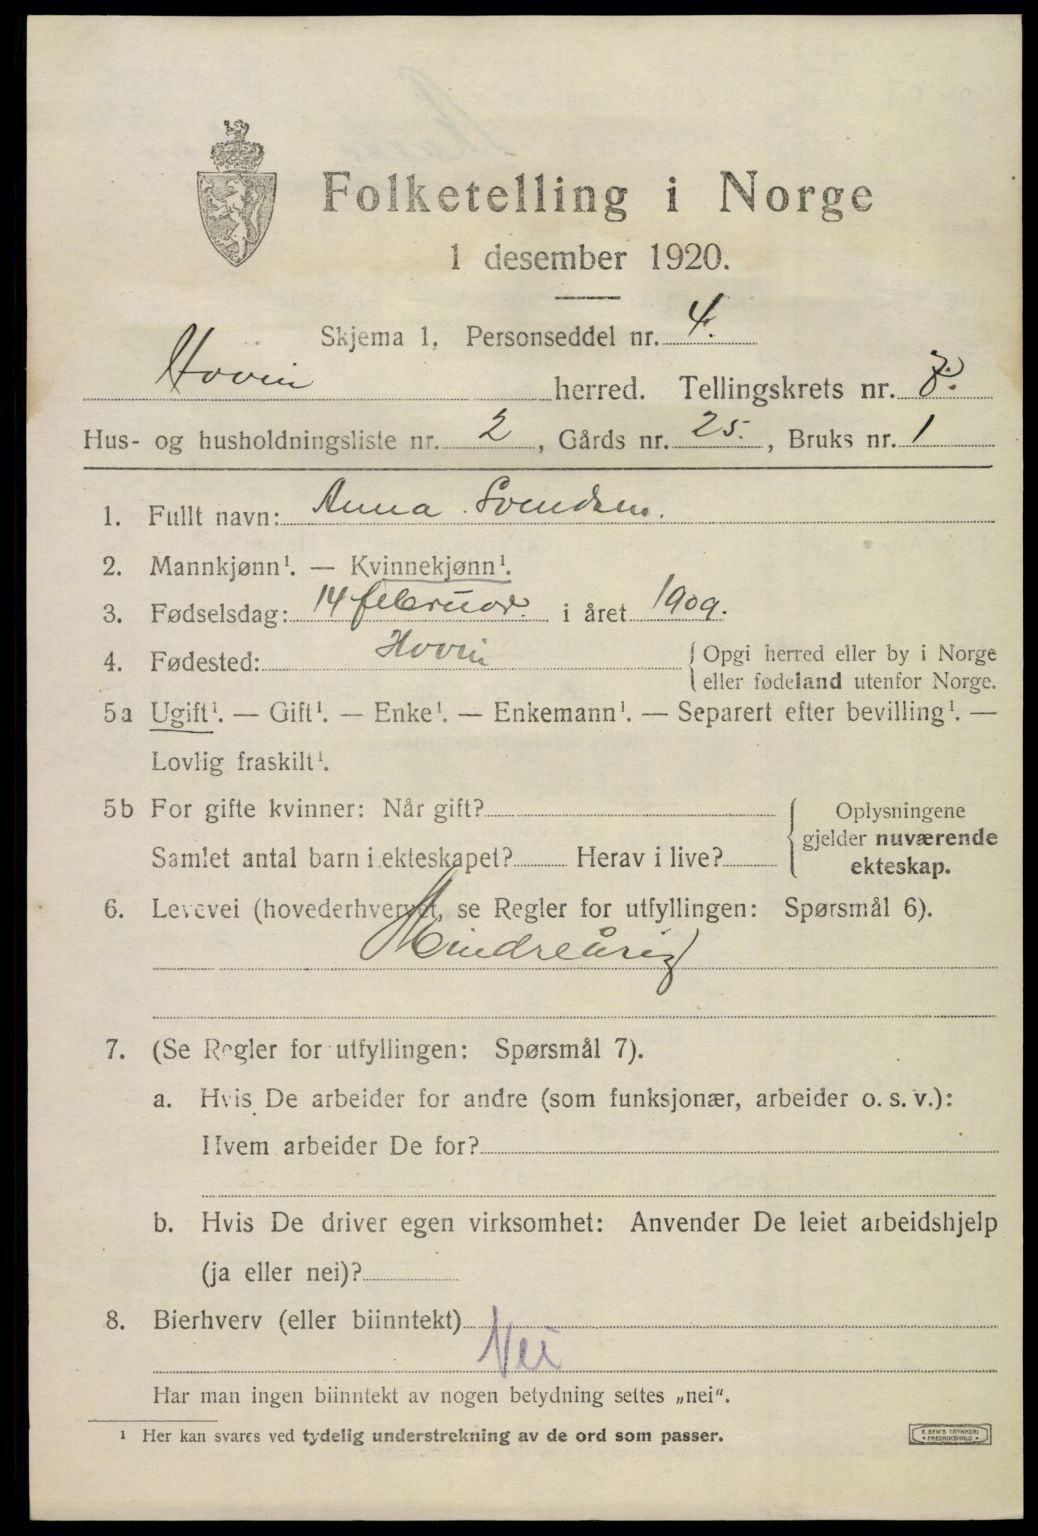 Folketelling i Norge
1 desember 1920.
Skjema 1, Personseddel nr. 4.
Hovin herred. Tellingskrets nr.
Hus- og husholdningsliste nr. 2, Gårds nr. 25., Bruks nr. 1
1. Fullt navn: Anna Svendsen.
2. Mannkjønn¹. — Kvinnekjønn¹.
3. Fødselsdag: 14 februar. i året 1909.
4. Fødested: Hovin { Opgi herred eller by i Norge
eller fødeland utenfor Norge.
5a Ugift¹. — Gift¹. — Enke¹. — Enkemann¹. — Separert efter bevilling¹. —
Lovlig fraskilt¹.
5b For gifte kvinner: Når gift? { Oplysningene
gjelder nuværende
Samlet antal barn i ekteskapet? Herav i live?
ekteskap.
6. Levevei (hovederhvervet, se Regler for utfyllingen: Spørsmål 6).
Mindreårig
7. (Se Regler for utfyllingen: Spørsmål 7).
a. Hvis De arbeider for andre (som funksjonær, arbeider o. s. v.):
Hvem arbeider De for?
b. Hvis De driver egen virksomhet: Anvender De leiet arbeidshjelp
(ja eller nei)?
8. Bierhverv (eller biinntekt)
Nei
Har man ingen biinntekt av nogen betydning settes „nei“.
¹ Her kan svares ved tydelig understrekning av de ord som passer.
E. SEM'S TRYKKERI
• FREDRIKSHALD •